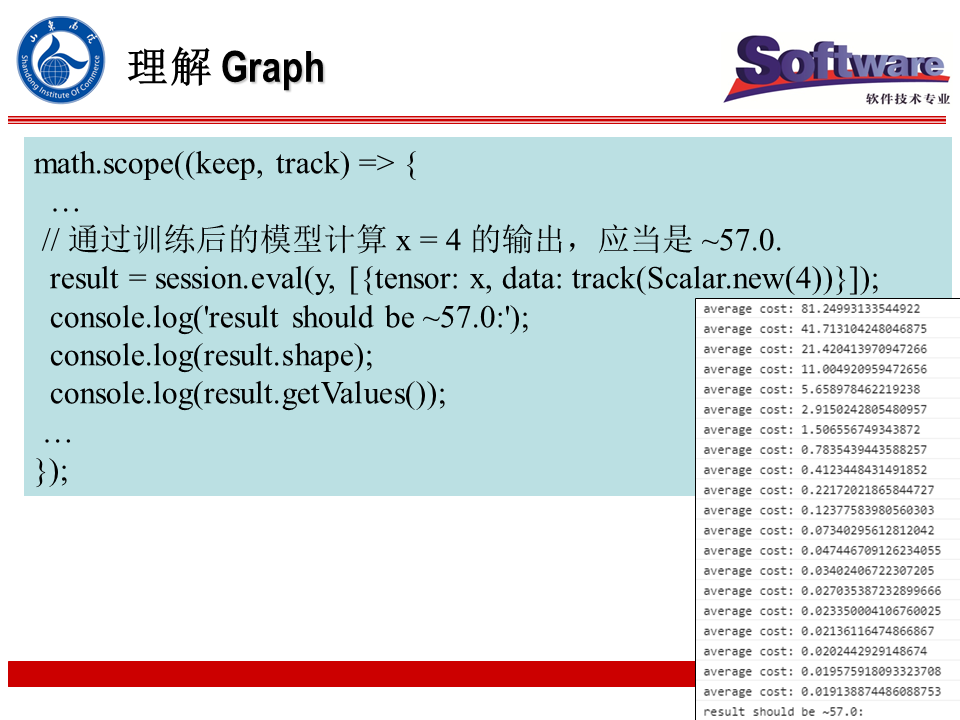 山东商院
Shandong Institute Of Commerce
理解 Graph
Software
软件技术专业
math.scope((keep, track) => {
…
// 通过训练后的模型计算 x = 4 的输出，应当是 ~57.0.
result = session.eval(y, [{tensor: x, data: track(Scalar.new(4))}]);
console.log('result should be ~57.0:');
console.log(result.shape);
console.log(result.getValues());
…
});
average cost: 81.24993133544922
average cost: 41.713104248046875
average cost: 21.420413970947266
average cost: 11.004920959472656
average cost: 5.658978462219238
average cost: 2.9150242805480957
average cost: 1.506556749343872
average cost: 0.7835439443588257
average cost: 0.4123448431491852
average cost: 0.22172021865844727
average cost: 0.12377583980560303
average cost: 0.07340295612812042
average cost: 0.047446709126234055
average cost: 0.03402406722307205
average cost: 0.027035387232899666
average cost: 0.023350004106760025
average cost: 0.02136116474866867
average cost: 0.0202442929148674
average cost: 0.019575918093323708
average cost: 0.019138874486088753
result should be ~57.0: